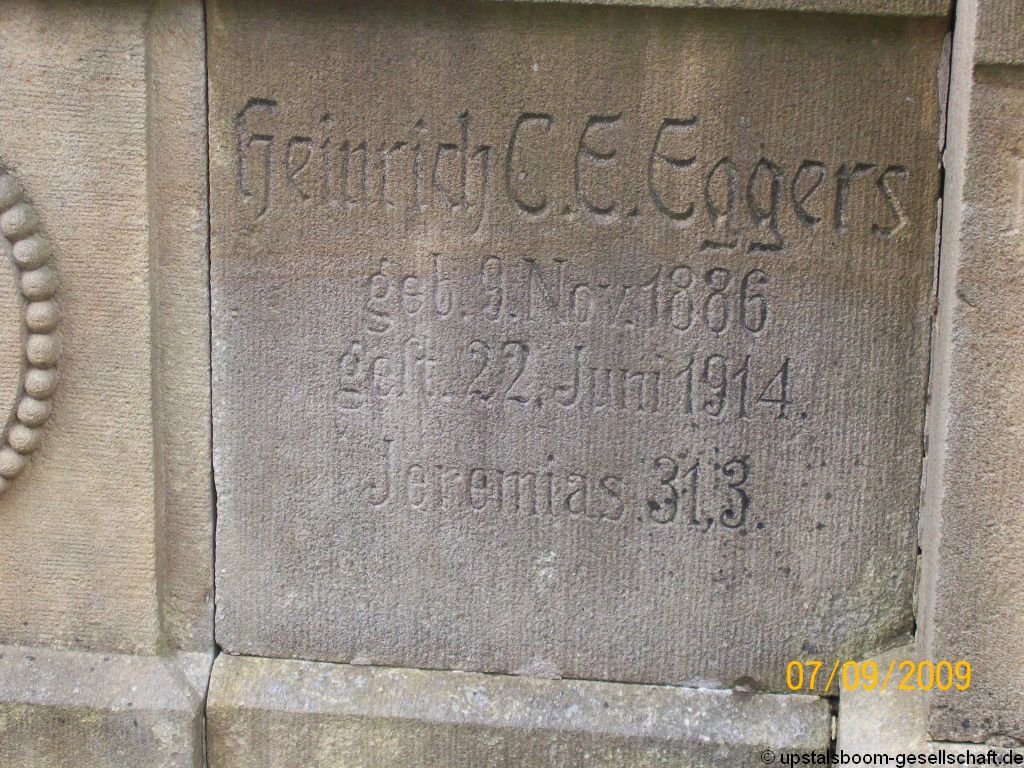 Heinrich C. E. Eggers
geb. 9. Nov. 1886
gest. 22. Juni 1914.
Jeremias 31,3.
07/09/2009
© upstalsboom-gesellschaft.de